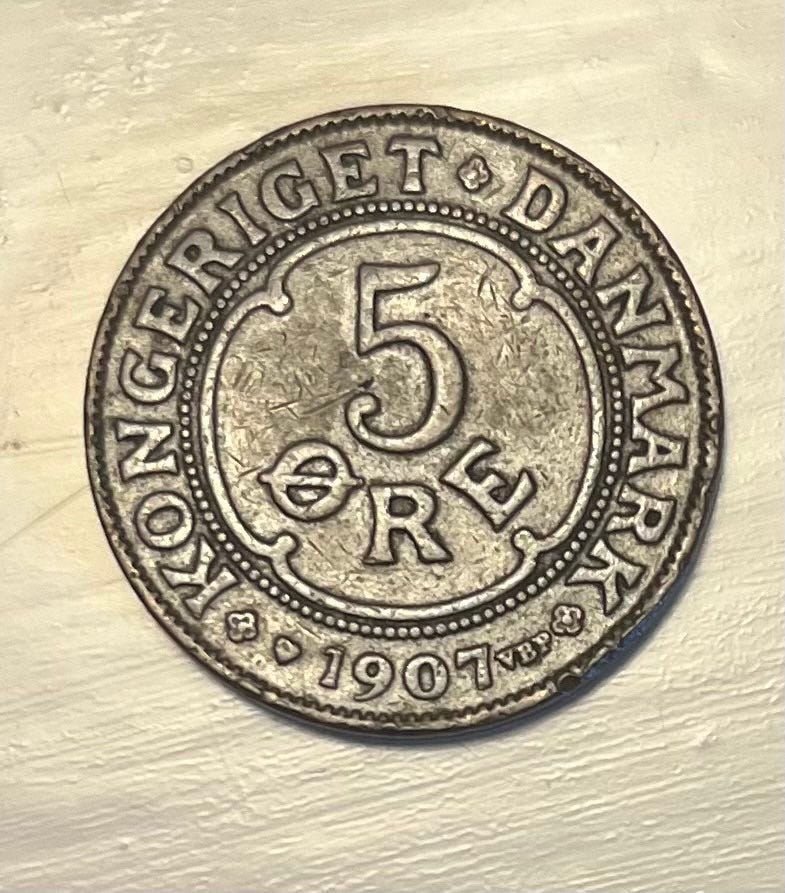 KONGERIGET DANMARK
5
ØRE
1907 VBP